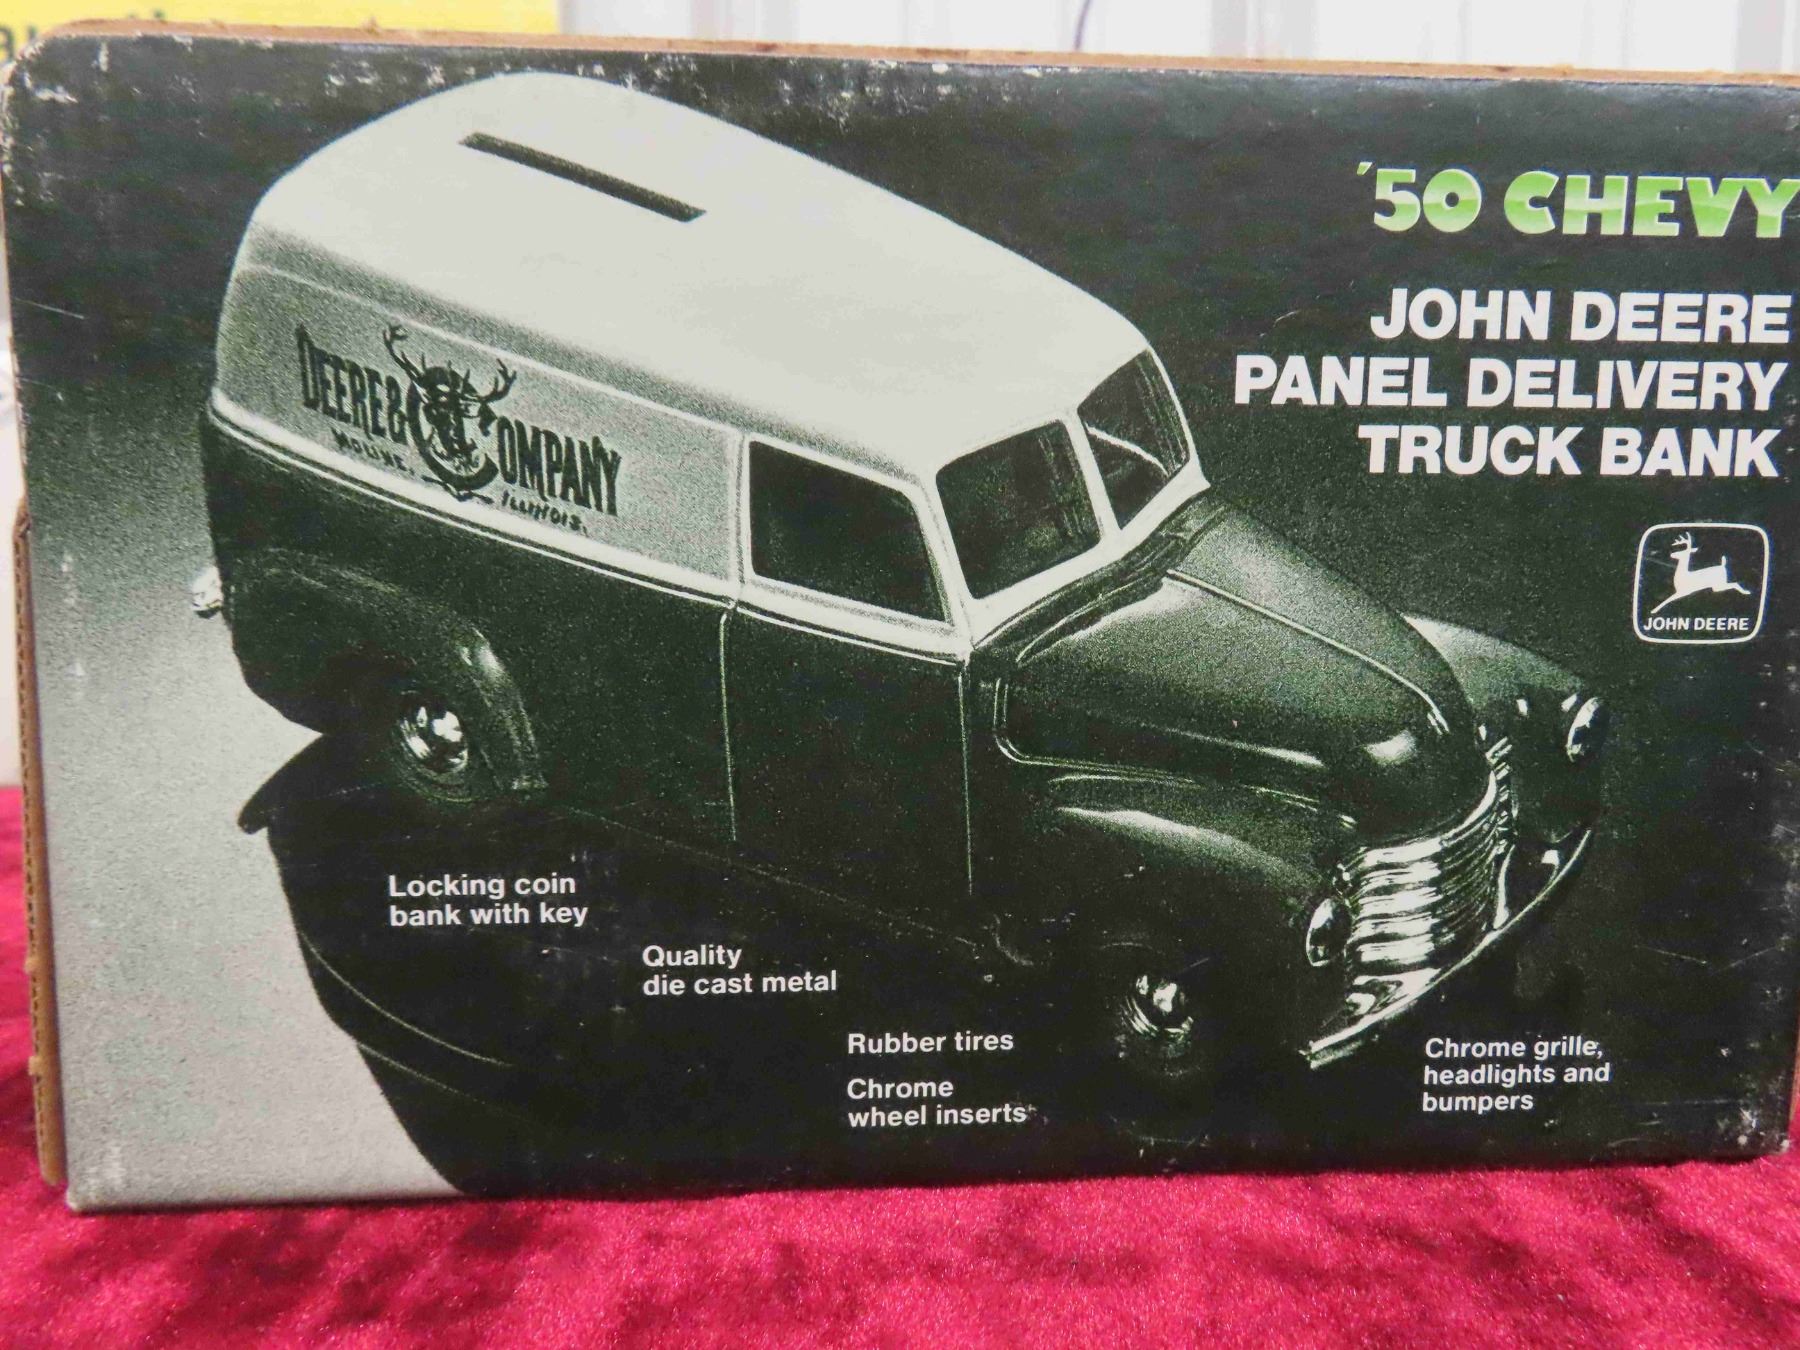 '50 CHEVY
JOHN DEERE
PANEL DELIVERY
TRUCK BANK
JOHN DEERE
DEERE & COMPANY
MOLINE, ILLINOIS.
Locking coin
bank with key
Quality
die cast metal
Rubber tires
Chrome
wheel inserts
Chrome grille,
headlights and
bumpers